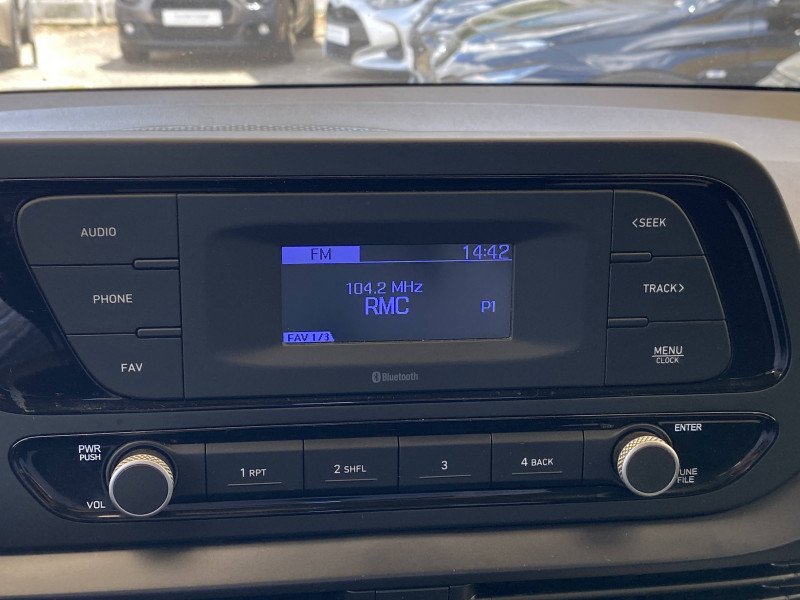 AUDIO
PHONE
FAV
FM 14:42
104.2 MHz
RMC P1
FAV 1/3
Bluetooth
<SEEK
TRACK>
MENU
CLOCK
PWR
PUSH
VOL
1 RPT
2 SHFL
3
4 BACK
ENTER
TUNE
FILE